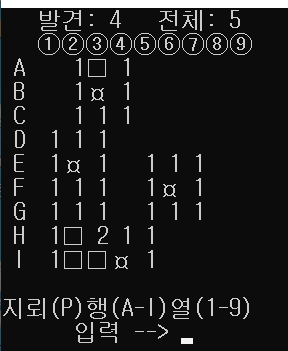 발견: 4 전체: 5
①②③④⑤⑥⑦⑧⑨
A 1□ 1
B 1¤ 1
C 1 1 1
D 1 1 1
E 1¤ 1 1 1 1
F 1 1 1 1¤ 1
G 1 1 1 1 1 1
H 1□ 2 1 1
I 1□□¤ 1
지뢰(P)행(A-I)열(1-9)
입력 -->